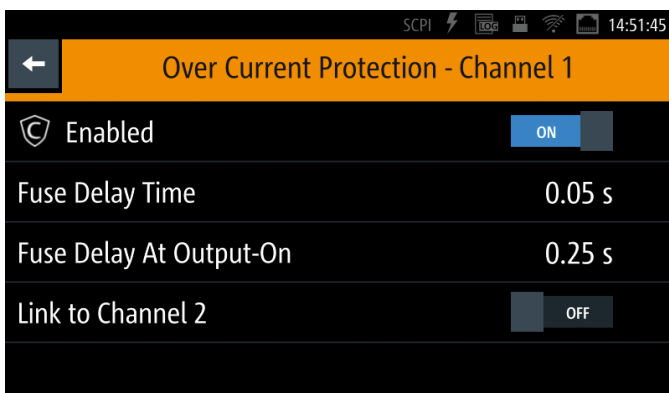 SCPI LOG 14:51:45
Over Current Protection - Channel 1
C Enabled ON
Fuse Delay Time 0.05 s
Fuse Delay At Output-On 0.25 s
Link to Channel 2 OFF